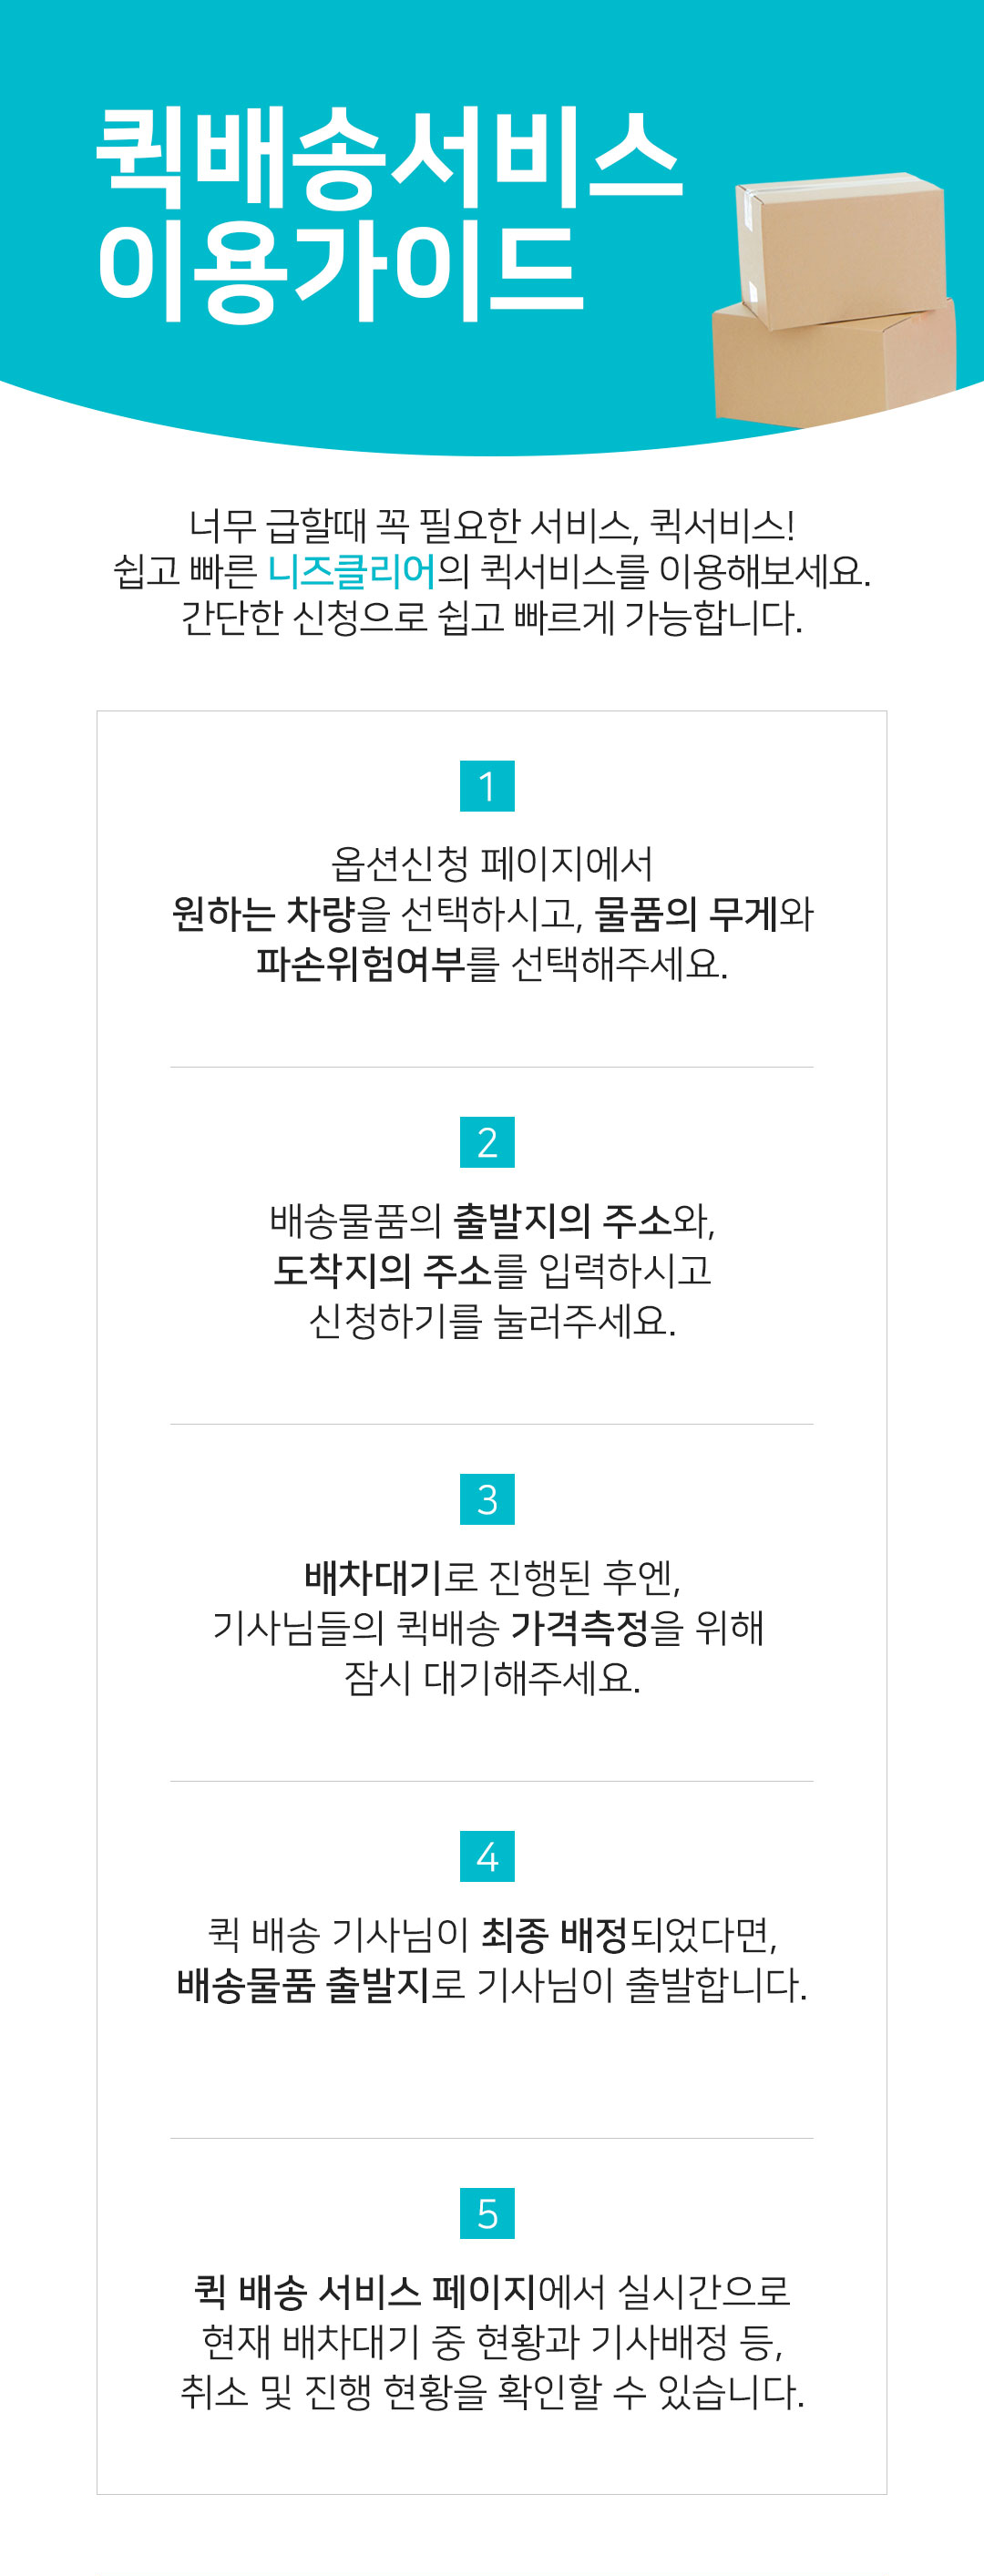 퀵배송서비스
이용가이드
너무 급할때 꼭 필요한 서비스, 퀵서비스!
쉽고 빠른 니즈클리어의 퀵서비스를 이용해보세요.
간단한 신청으로 쉽고 빠르게 가능합니다.
1
옵션신청 페이지에서
원하는 차량을 선택하시고, 물품의 무게와
파손위험여부를 선택해주세요.
2
배송물품의 출발지의 주소와,
도착지의 주소를 입력하시고
신청하기를 눌러주세요.
3
배차대기로 진행된 후엔,
기사님들의 퀵배송 가격측정을 위해
잠시 대기해주세요.
4
퀵 배송 기사님이 최종 배정되었다면,
배송물품 출발지로 기사님이 출발합니다.
5
퀵 배송 서비스 페이지에서 실시간으로
현재 배차대기 중 현황과 기사배정 등,
취소 및 진행 현황을 확인할 수 있습니다.